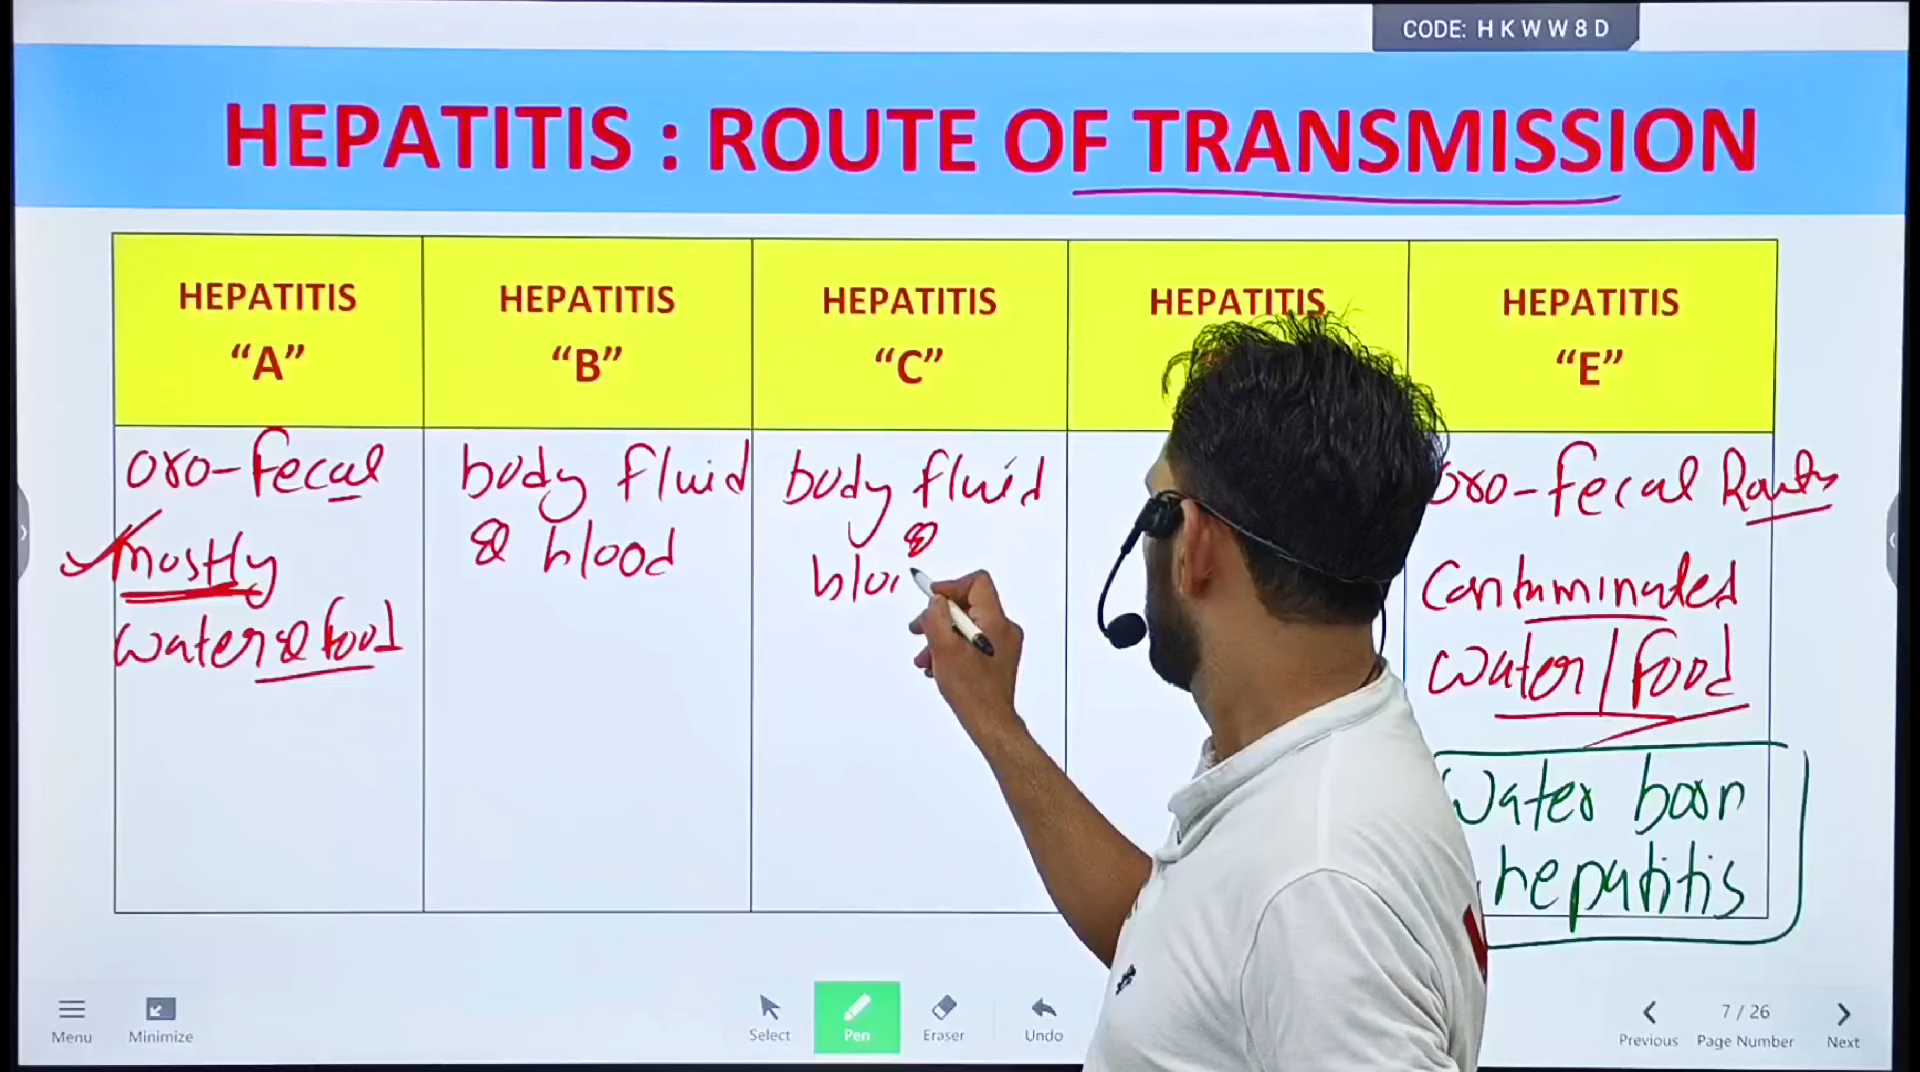 CODE: HKWW8D
HEPATITIS : ROUTE OF TRANSMISSION
HEPATITIS
"A"
HEPATITIS
"B"
HEPATITIS
"C"
HEPATITIS
HEPATITIS
"E"
oro-fecal
mostly
water & food
body fluid
& blood
body fluid
&
bloo
oro-fecal Route
Contaminated
water/food
Water born
hepatitis
Menu
Minimize
Select
Pen
Eraser
Undo
Previous
7 / 26
Page Number
Next